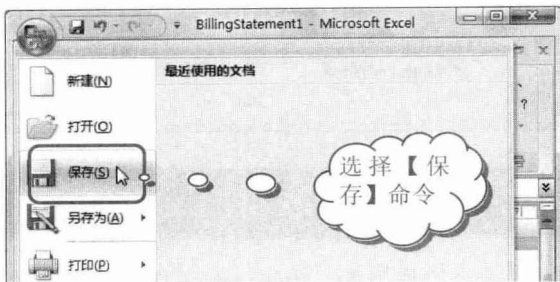 BillingStatement1 - Microsoft Excel
最近使用的文档
新建(N)
打开(O)
保存(S)
另存为(A)
打印(P)
选择【保
存】命令
?